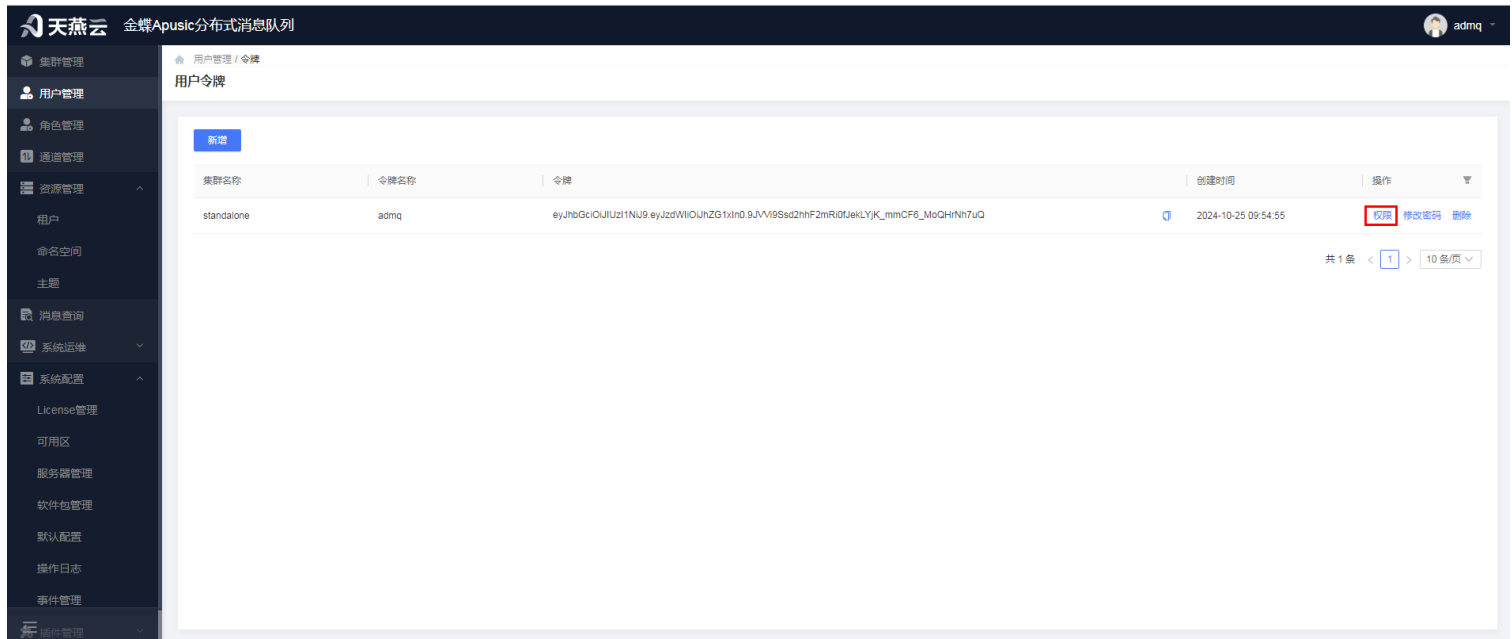 天燕云 金蝶Apusic分布式消息队列
admq
集群管理
用户管理
角色管理
通道管理
资源管理
租户
命名空间
主题
消息查询
系统运维
系统配置
License管理
可用区
服务器管理
软件包管理
默认配置
操作日志
事件管理
插件管理
用户管理 / 令牌
用户令牌
新增
集群名称 令牌名称 令牌 创建时间 操作
standalone admq eyJhbGciOiJIUzI1NiJ9.eyJzdWIiOiJhZG1xIn0.9JVVl9Ssd2hhF2mRi0fJekLYjK_mmCF6_MoQHrNh7uQ 2024-10-25 09:54:55 权限 修改密码 删除
共 1 条 < 1 > 10 条/页